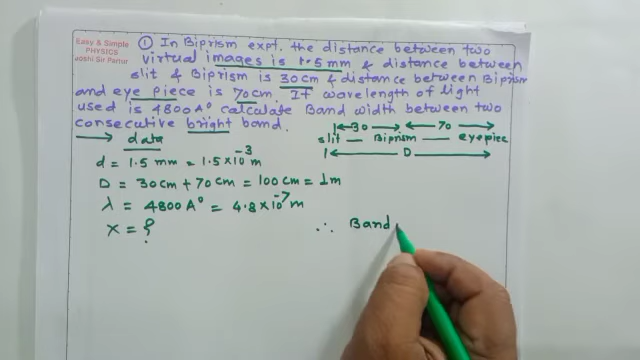 Easy & Simple
PHYSICS
Joshi Sir Partur
① In Biprism expt. the distance between two
virtual images is 1.5 mm & distance between
slit & Biprism is 30 cm & distance between Biprism
and eye piece is 70 cm. If wavelength of light
used is 4800 A° calculate Band width between two
consecutive bright band.
data
d = 1.5 mm = 1.5 × 10⁻³ m
D = 30 cm + 70 cm = 100 cm = 1 m
λ = 4800 A° = 4.8 × 10⁻⁷ m
X = ?
30 70
slit Biprism eyepiece
D
∴ Band